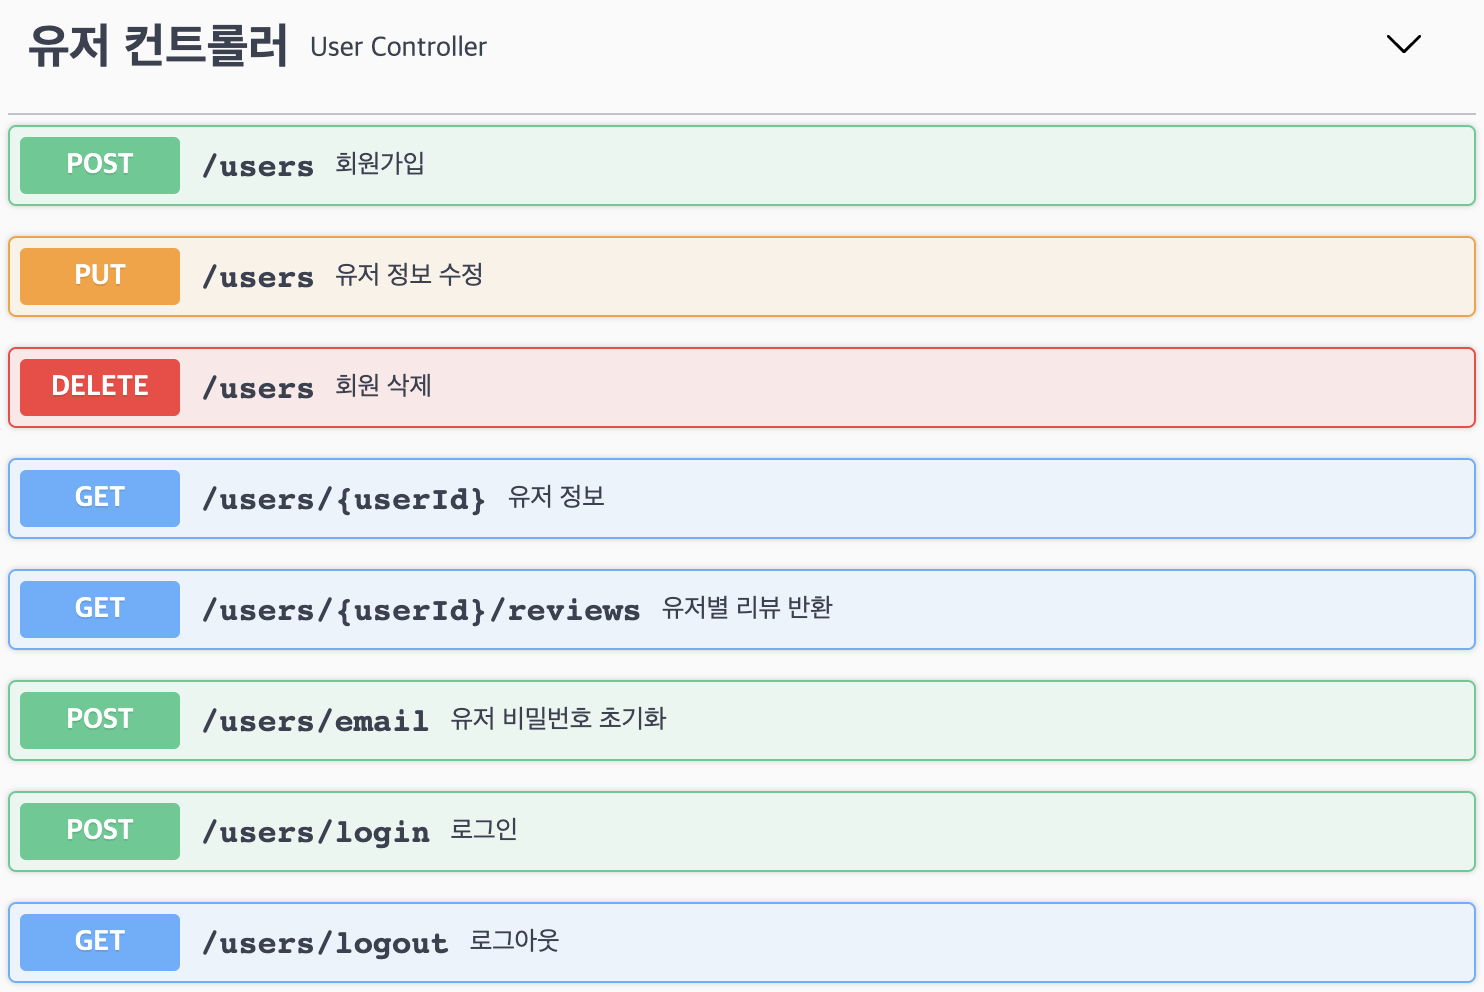 유저 컨트롤러 User Controller
POST /users 회원가입
PUT /users 유저 정보 수정
DELETE /users 회원 삭제
GET /users/{userId} 유저 정보
GET /users/{userId}/reviews 유저별 리뷰 반환
POST /users/email 유저 비밀번호 초기화
POST /users/login 로그인
GET /users/logout 로그아웃